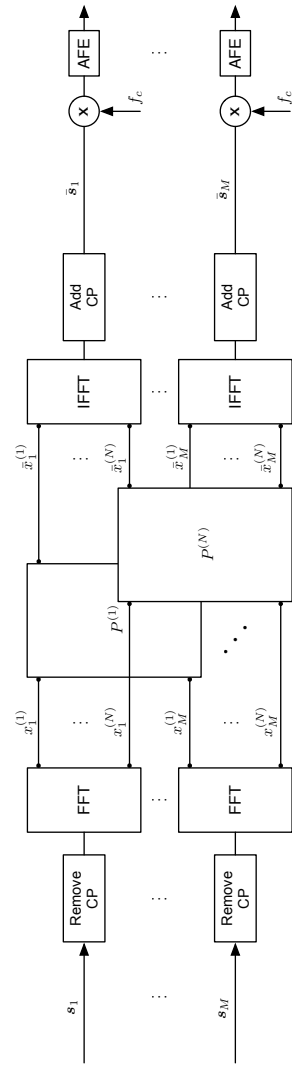 s_1
⋯
s_M
Remove
CP
⋯
Remove
CP
FFT
⋯
FFT
x_1^{(1)}
⋯
x_1^{(N)}
x_M^{(1)}
⋯
x_M^{(N)}
P^{(1)}
⋯
P^{(N)}
x̄_1^{(1)}
⋯
x̄_1^{(N)}
x̄_M^{(1)}
⋯
x̄_M^{(N)}
IFFT
⋯
IFFT
Add
CP
⋯
Add
CP
s̄_1
s̄_M
x
f_c
x
f_c
AFE
⋯
AFE